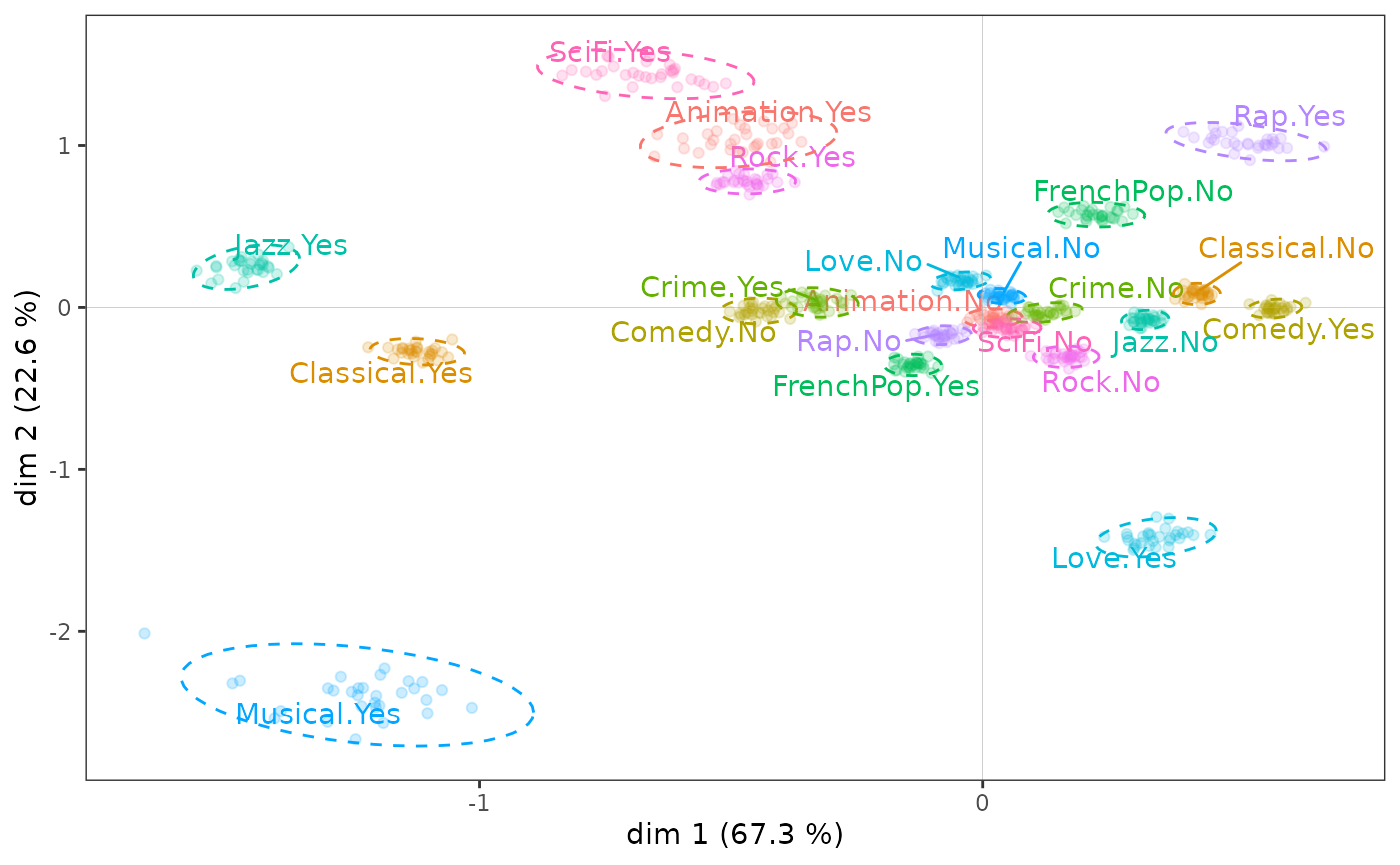 SciFi.Yes
Animation.Yes
Rap.Yes
Rock.Yes
FrenchPop.No
Jazz.Yes
Love.No
Musical.No
Classical.No
Crime.Yes
Animation.No
Crime.No
Comedy.No
Rap.No
SciFi.No
Jazz.No
Comedy.Yes
Classical.Yes
FrenchPop.Yes
Rock.No
Love.Yes
Musical.Yes
1
0
-1
-2
dim 2 (22.6 %)
-1
0
dim 1 (67.3 %)